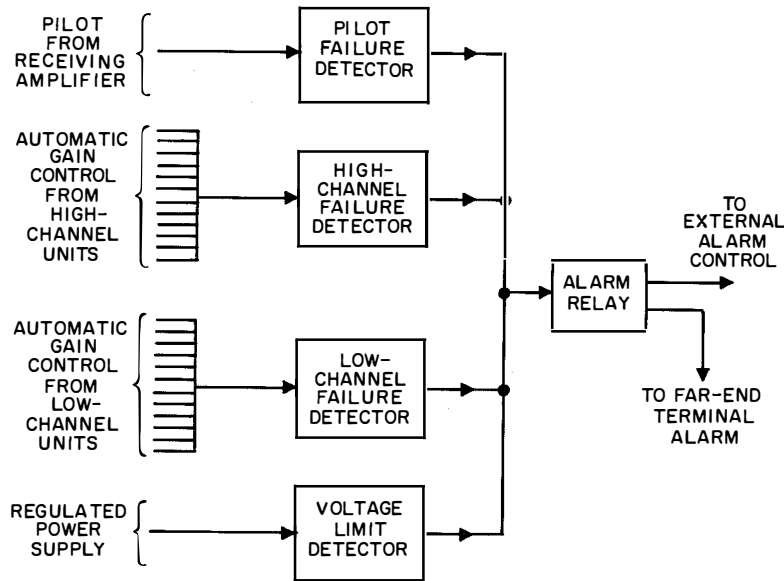 PILOT
FROM
RECEIVING
AMPLIFIER
PILOT
FAILURE
DETECTOR
AUTOMATIC
GAIN
CONTROL
FROM
HIGH-
CHANNEL
UNITS
HIGH-
CHANNEL
FAILURE
DETECTOR
TO
EXTERNAL
ALARM
CONTROL
ALARM
RELAY
AUTOMATIC
GAIN
CONTROL
FROM
LOW-
CHANNEL
UNITS
LOW-
CHANNEL
FAILURE
DETECTOR
TO FAR-END
TERMINAL
ALARM
REGULATED
POWER
SUPPLY
VOLTAGE
LIMIT
DETECTOR